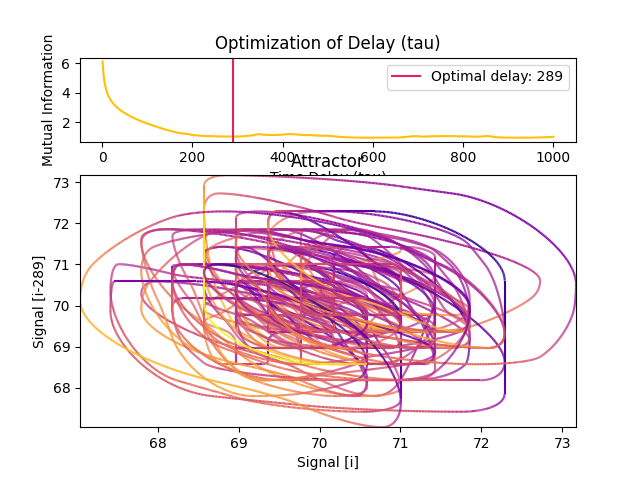 Optimization of Delay (tau)
Mutual Information
6
4
2
Optimal delay: 289
0 200 400 600 800 1000
Time Delay (tau)
Attractor
Signal [i-289]
73
72
71
70
69
68
68 69 70 71 72 73
Signal [i]